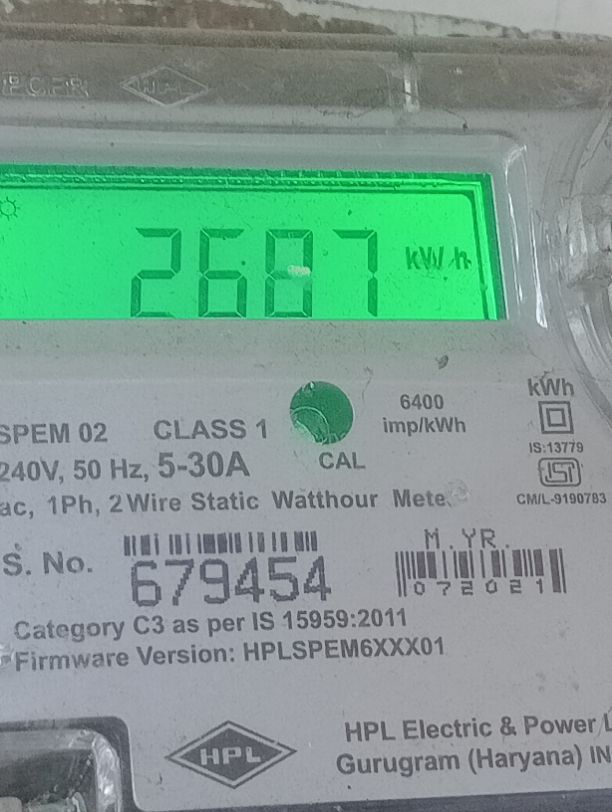 HPL
2687 kWh
6400
imp/kWh
kWh
SPEM 02 CLASS 1
CAL
IS:13779
240V, 50 Hz, 5-30A
ISI
CM/L-9190783
ac, 1Ph, 2 Wire Static Watthour Mete
M.YR.
S. No. 679454
072021
Category C3 as per IS 15959:2011
Firmware Version: HPLSPEM6XXX01
HPL
HPL Electric & Power L
Gurugram (Haryana) IN